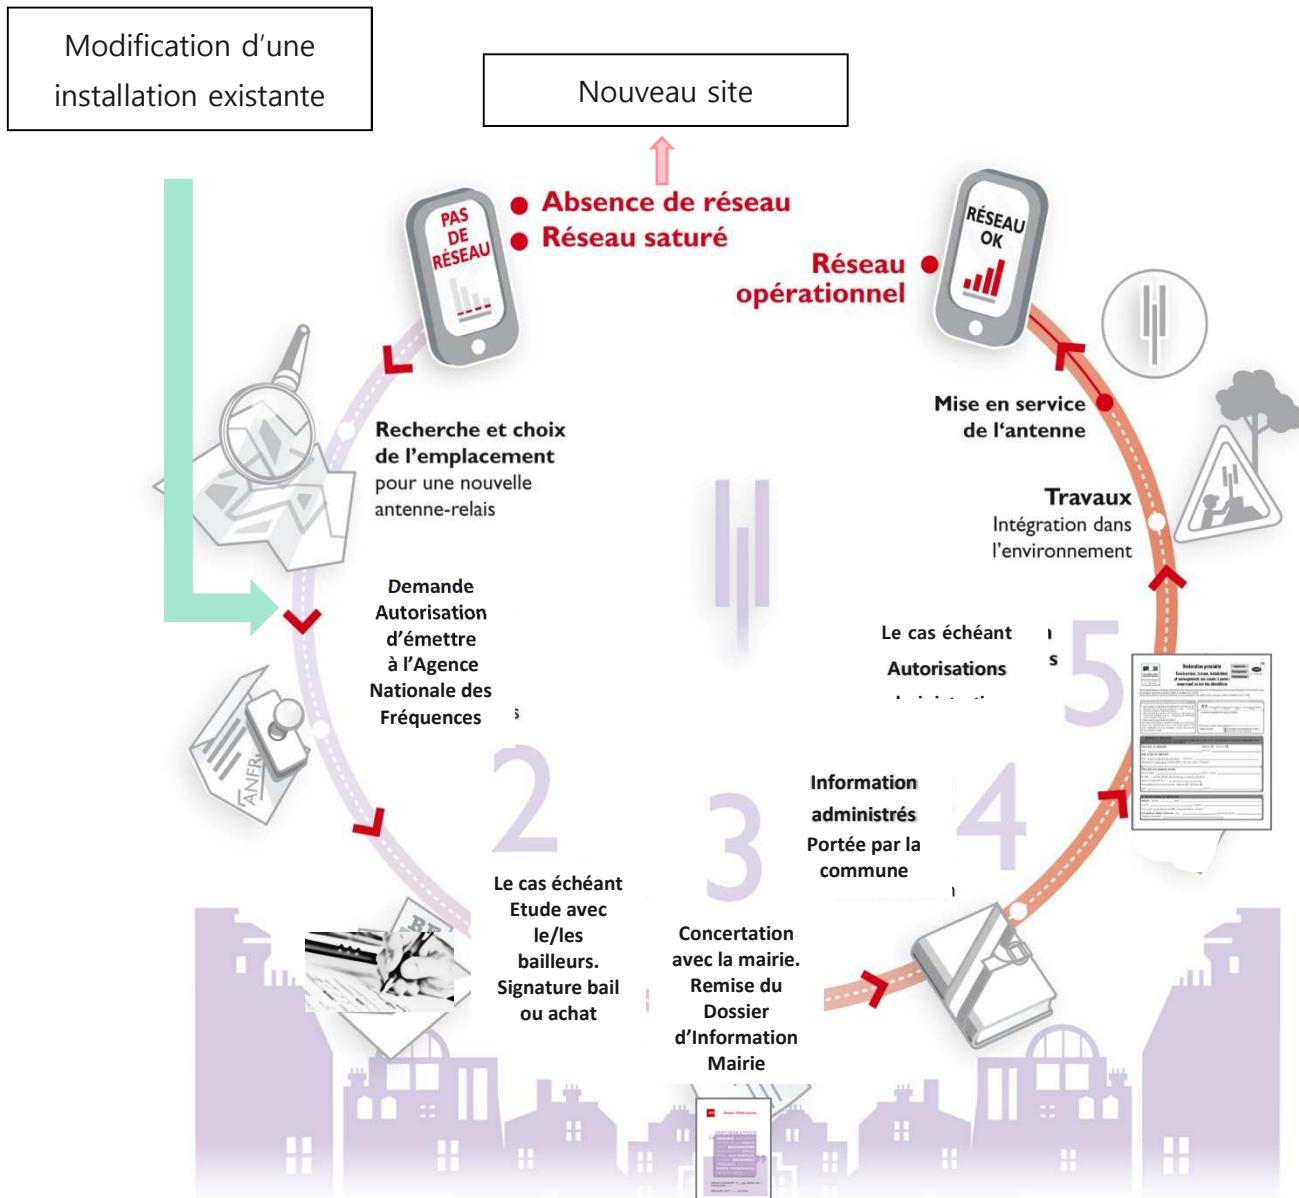 Modification d'une
installation existante
Nouveau site
Absence de réseau
Réseau saturé
PAS
DE
RÉSEAU
RÉSEAU
OK
Réseau
opérationnel
Recherche et choix
de l'emplacement
pour une nouvelle
antenne-relais
Mise en service
de l'antenne
Travaux
Intégration dans
l'environnement
Demande
Autorisation
d'émettre
à l'Agence
Nationale des
Fréquences
ANFR
Le cas échéant
Autorisations
5
Déclaration préalable
2
3
4
Information
administrés
Portée par la
commune
Le cas échéant
Etude avec
le/les
bailleurs.
Signature bail
ou achat
Concertation
avec la mairie.
Remise du
Dossier
d'Information
Mairie